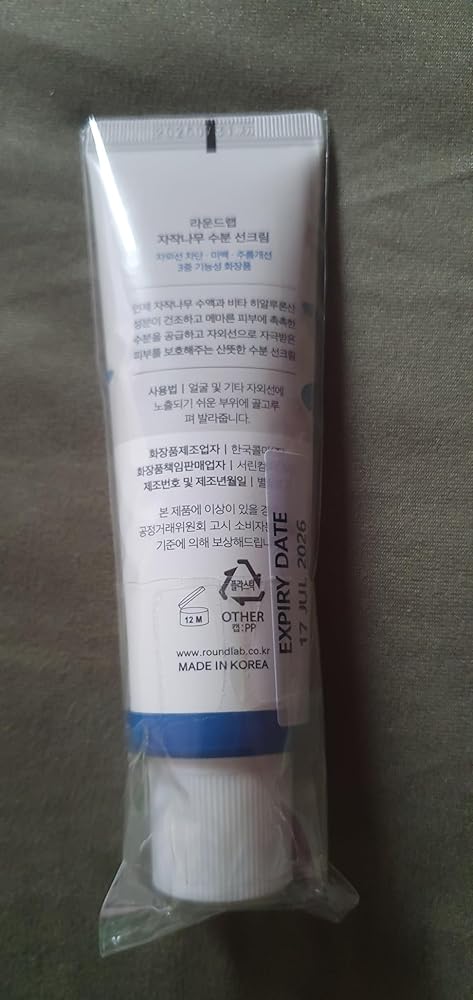 라운드랩
자작나무 수분 선크림
자외선 차단 · 미백 · 주름개선
3중 기능성 화장품
인제 자작나무 수액과 비타 히알루론산
성분이 건조하고 메마른 피부에 촉촉한
수분을 공급하고 자외선으로 자극받은
피부를 보호해주는 산뜻한 수분 선크림
사용법 | 얼굴 및 기타 자외선에
노출되기 쉬운 부위에 골고루
펴 발라줍니다.
화장품제조업자 | 한국콜마(주)
화장품책임판매업자 | 서린컴
제조번호 및 제조년월일 | 별
본 제품에 이상이 있을 경
공정거래위원회 고시 소비자
기준에 의해 보상해드립니
플라스틱
12 M
OTHER
캡:PP
www.roundlab.co.kr
MADE IN KOREA
EXPIRY DATE
17 JUL 2026